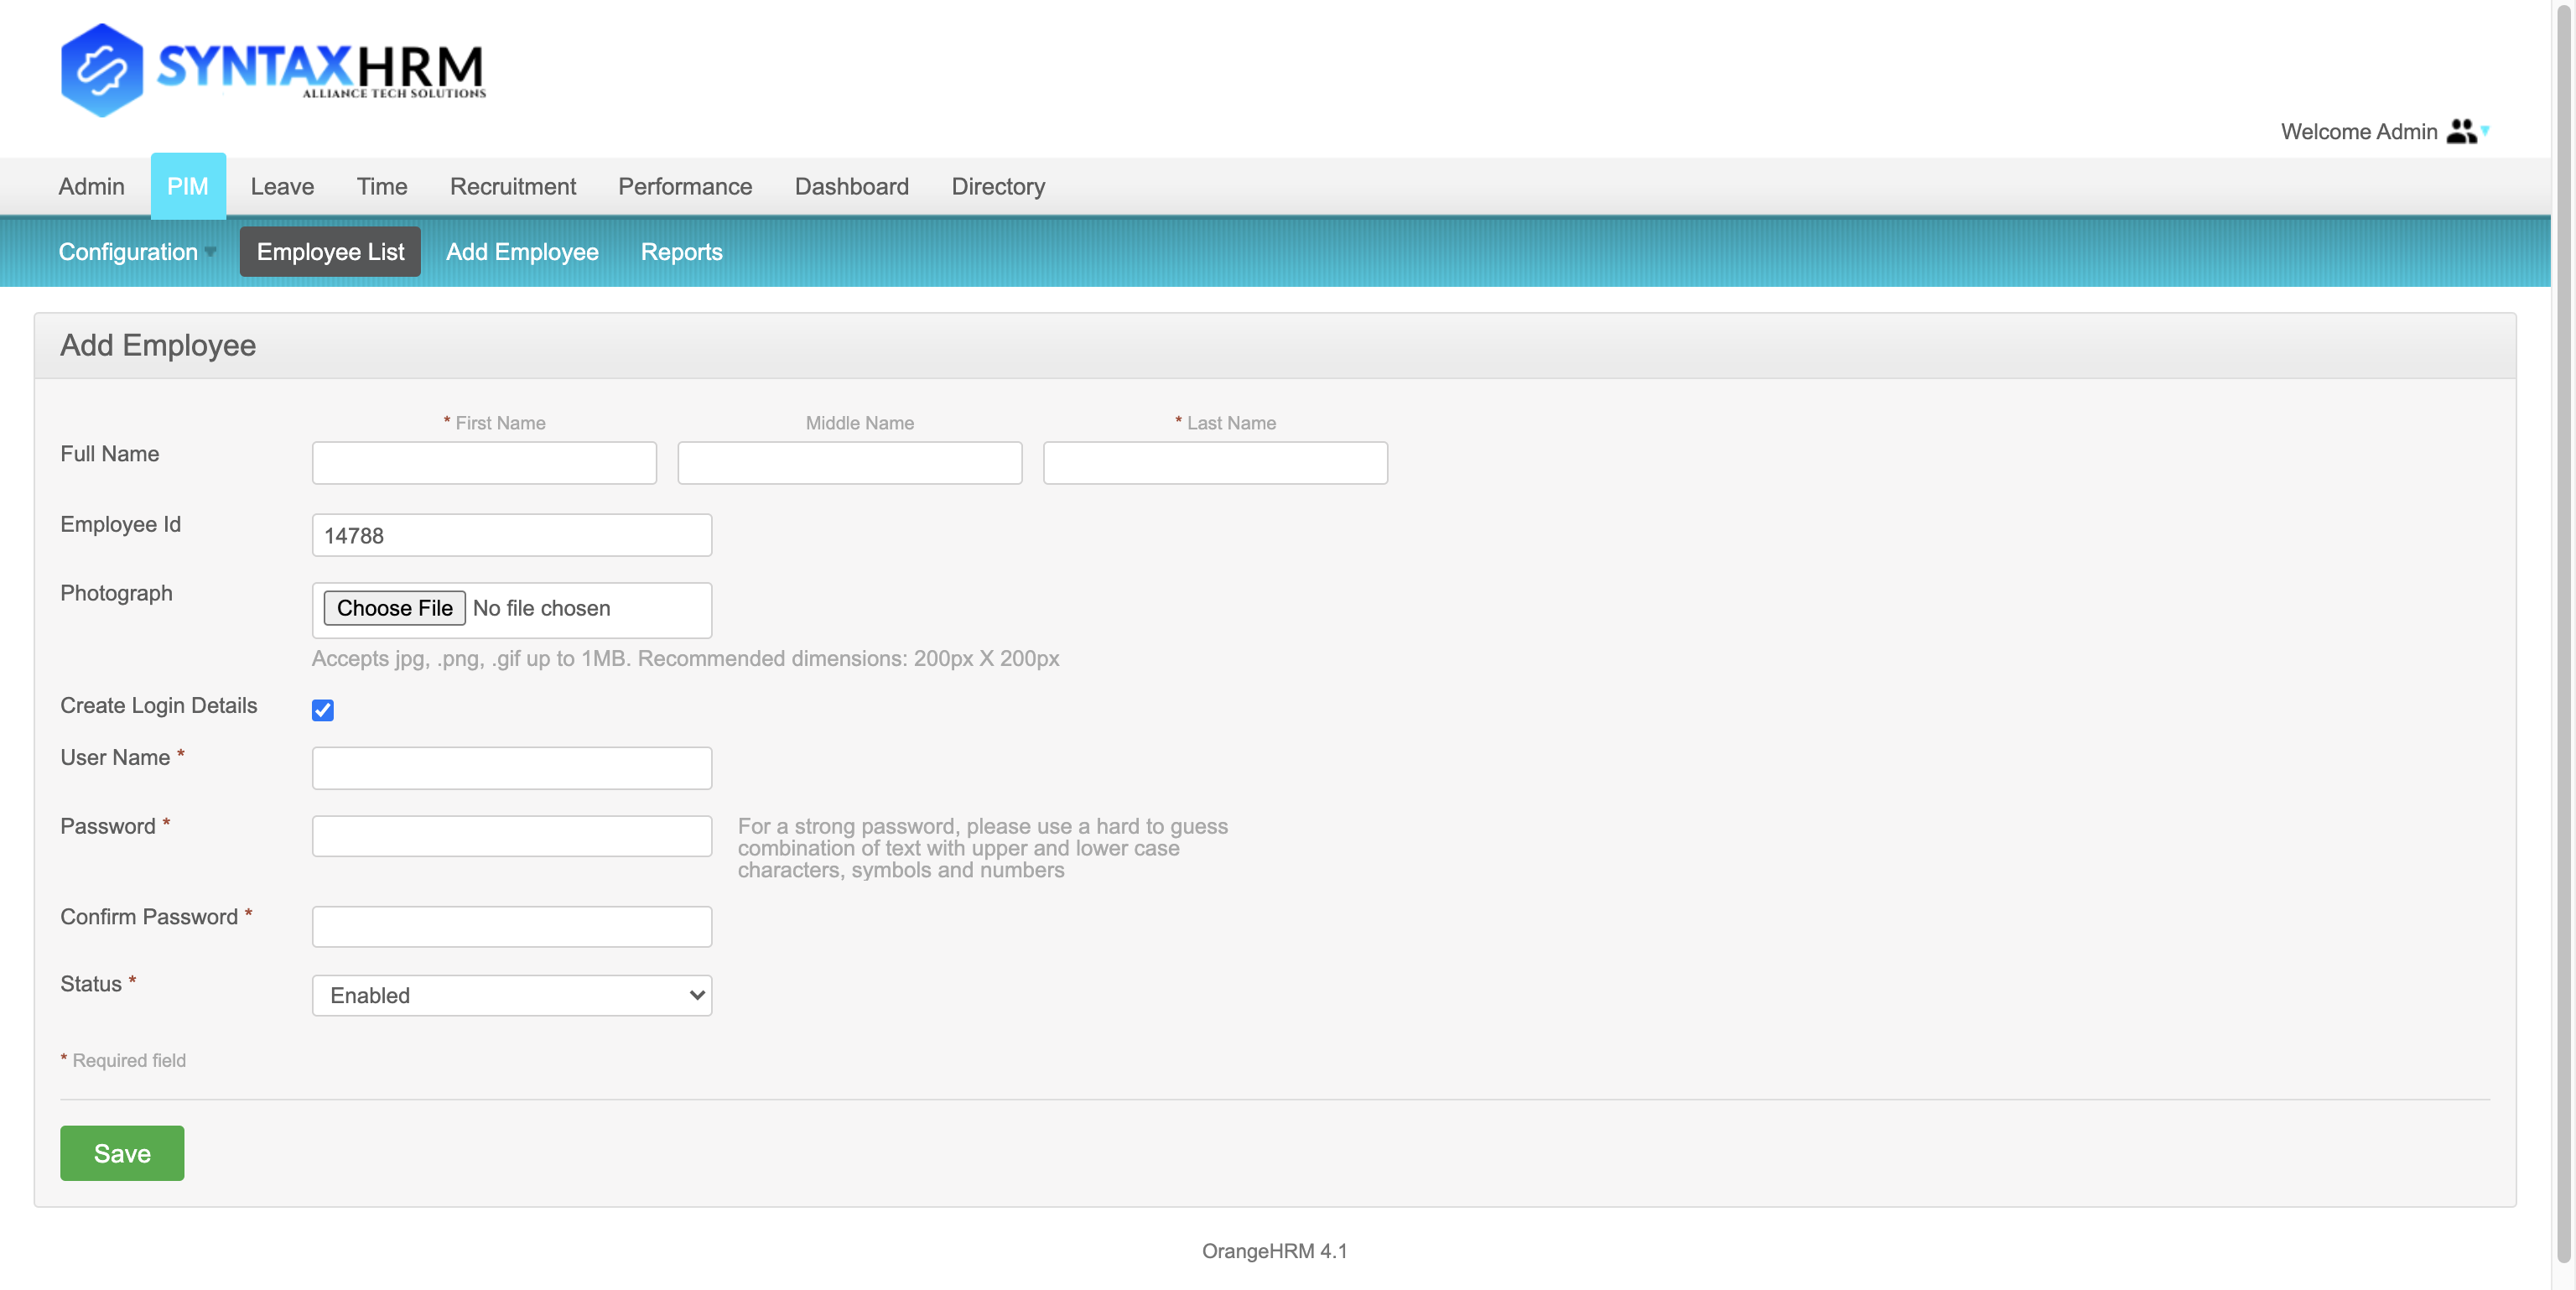 SYNTAXHRM
ALLIANCE TECH SOLUTIONS
Welcome Admin
Admin PIM Leave Time Recruitment Performance Dashboard Directory
Configuration Employee List Add Employee Reports
Add Employee
* First Name Middle Name * Last Name
Full Name
Employee Id 14788
Photograph Choose File No file chosen
Accepts jpg, .png, .gif up to 1MB. Recommended dimensions: 200px X 200px
Create Login Details
User Name *
Password * For a strong password, please use a hard to guess
combination of text with upper and lower case
characters, symbols and numbers
Confirm Password *
Status * Enabled
* Required field
Save
OrangeHRM 4.1